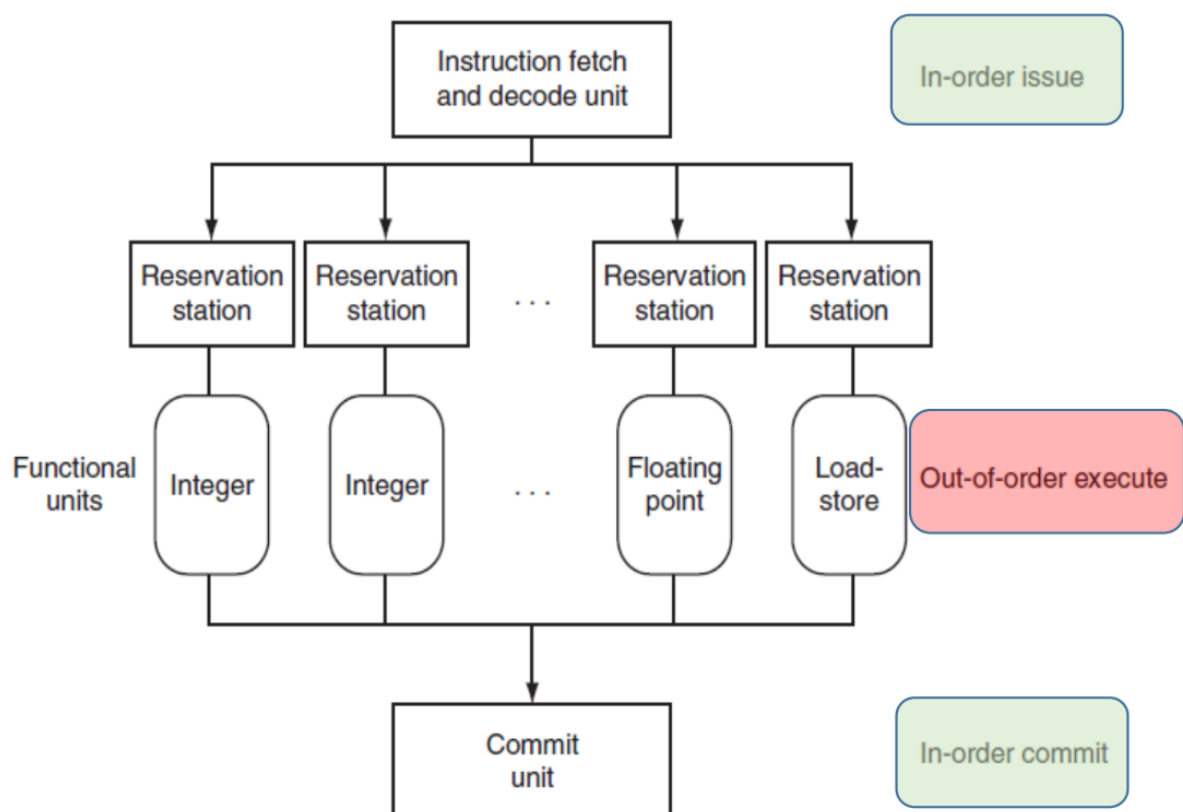 Instruction fetch
and decode unit
In-order issue
Reservation
station
Reservation
station
. . .
Reservation
station
Reservation
station
Functional
units
Integer
Integer
. . .
Floating
point
Load-
store
Out-of-order execute
Commit
unit
In-order commit